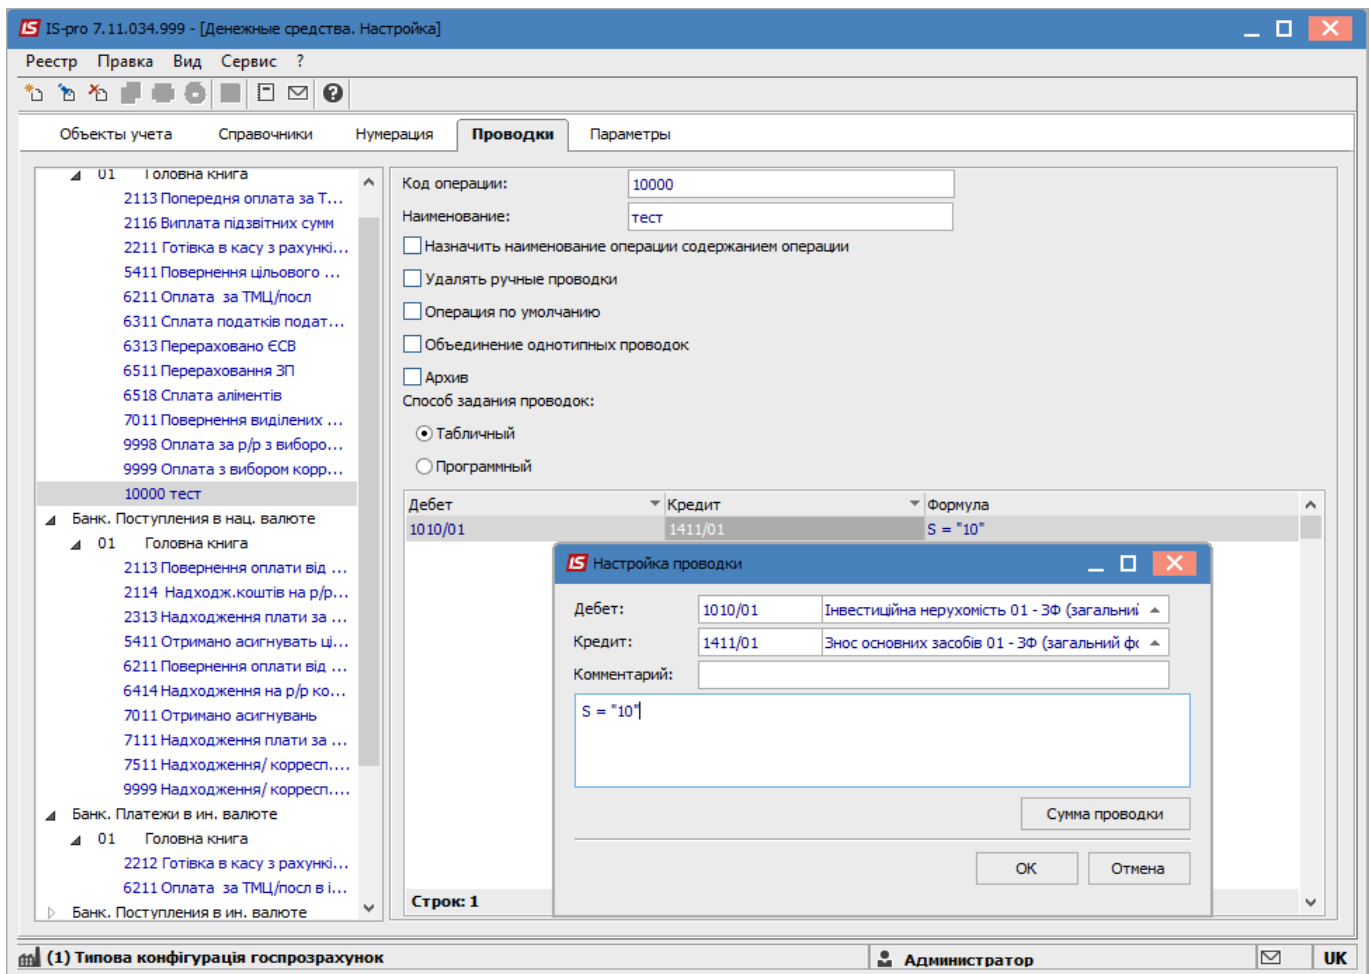 IS-pro 7.11.034.999 - [Денежные средства. Настройка]
Реестр Правка Вид Сервис ?
Объекты учета Справочники Нумерация Проводки Параметры
01 Головна книга
2113 Попередня оплата за Т...
2116 Виплата підзвітних сумм
2211 Готівка в касу з рахункі...
5411 Повернення цільового ...
6211 Оплата за ТМЦ/посл
6311 Сплата податків подат...
6313 Перераховано ЄСВ
6511 Перераховання ЗП
6518 Сплата аліментів
7011 Повернення виділених ...
9998 Оплата за р/р з виборо...
9999 Оплата з вибором корр...
10000 тест
Банк. Поступления в нац. валюте
01 Головна книга
2113 Повернення оплати від ...
2114 Надходж.коштів на р/р...
2313 Надходження плати за ...
5411 Отримано асигнувать ці...
6211 Повернення оплати від ...
6414 Надходження на р/р ко...
7011 Отримано асигнувань
7111 Надходження плати за ...
7511 Надходження/ корресп....
9999 Надходження/ корресп....
Банк. Платежи в ин. валюте
01 Головна книга
2212 Готівка в касу з рахункі...
6211 Оплата за ТМЦ/посл в і...
Банк. Поступления в ин. валюте
Код операции: 10000
Наименование: тест
Назначить наименование операции содержанием операции
Удалять ручные проводки
Операция по умолчанию
Объединение однотипных проводок
Архив
Способ задания проводок:
Табличный
Программный
Дебет Кредит Формула
1010/01 1411/01 S = "10"
Настройка проводки
Дебет: 1010/01 Інвестиційна нерухомість 01 - ЗФ (загальний
Кредит: 1411/01 Знос основних засобів 01 - ЗФ (загальний фо
Комментарий:
S = "10"
Сумма проводки
OK Отмена
Строк: 1
(1) Типова конфігурація госпрозрахунок Администратор UK